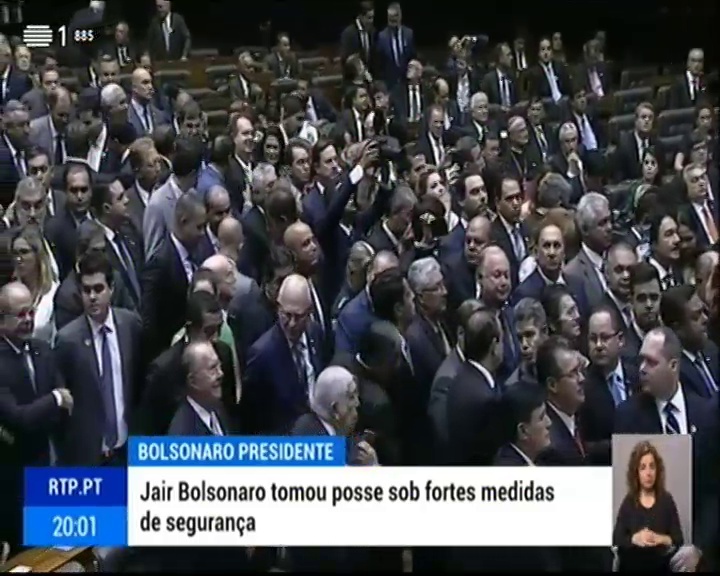 1 885
BOLSONARO PRESIDENTE
RTP.PT
Jair Bolsonaro tomou posse sob fortes medidas
de segurança
20:01